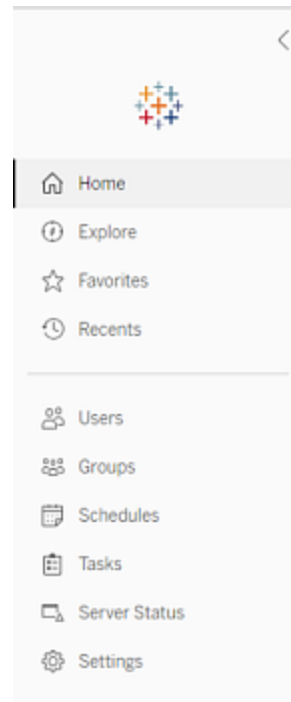 Home
Explore
Favorites
Recents
Users
Groups
Schedules
Tasks
Server Status
Settings